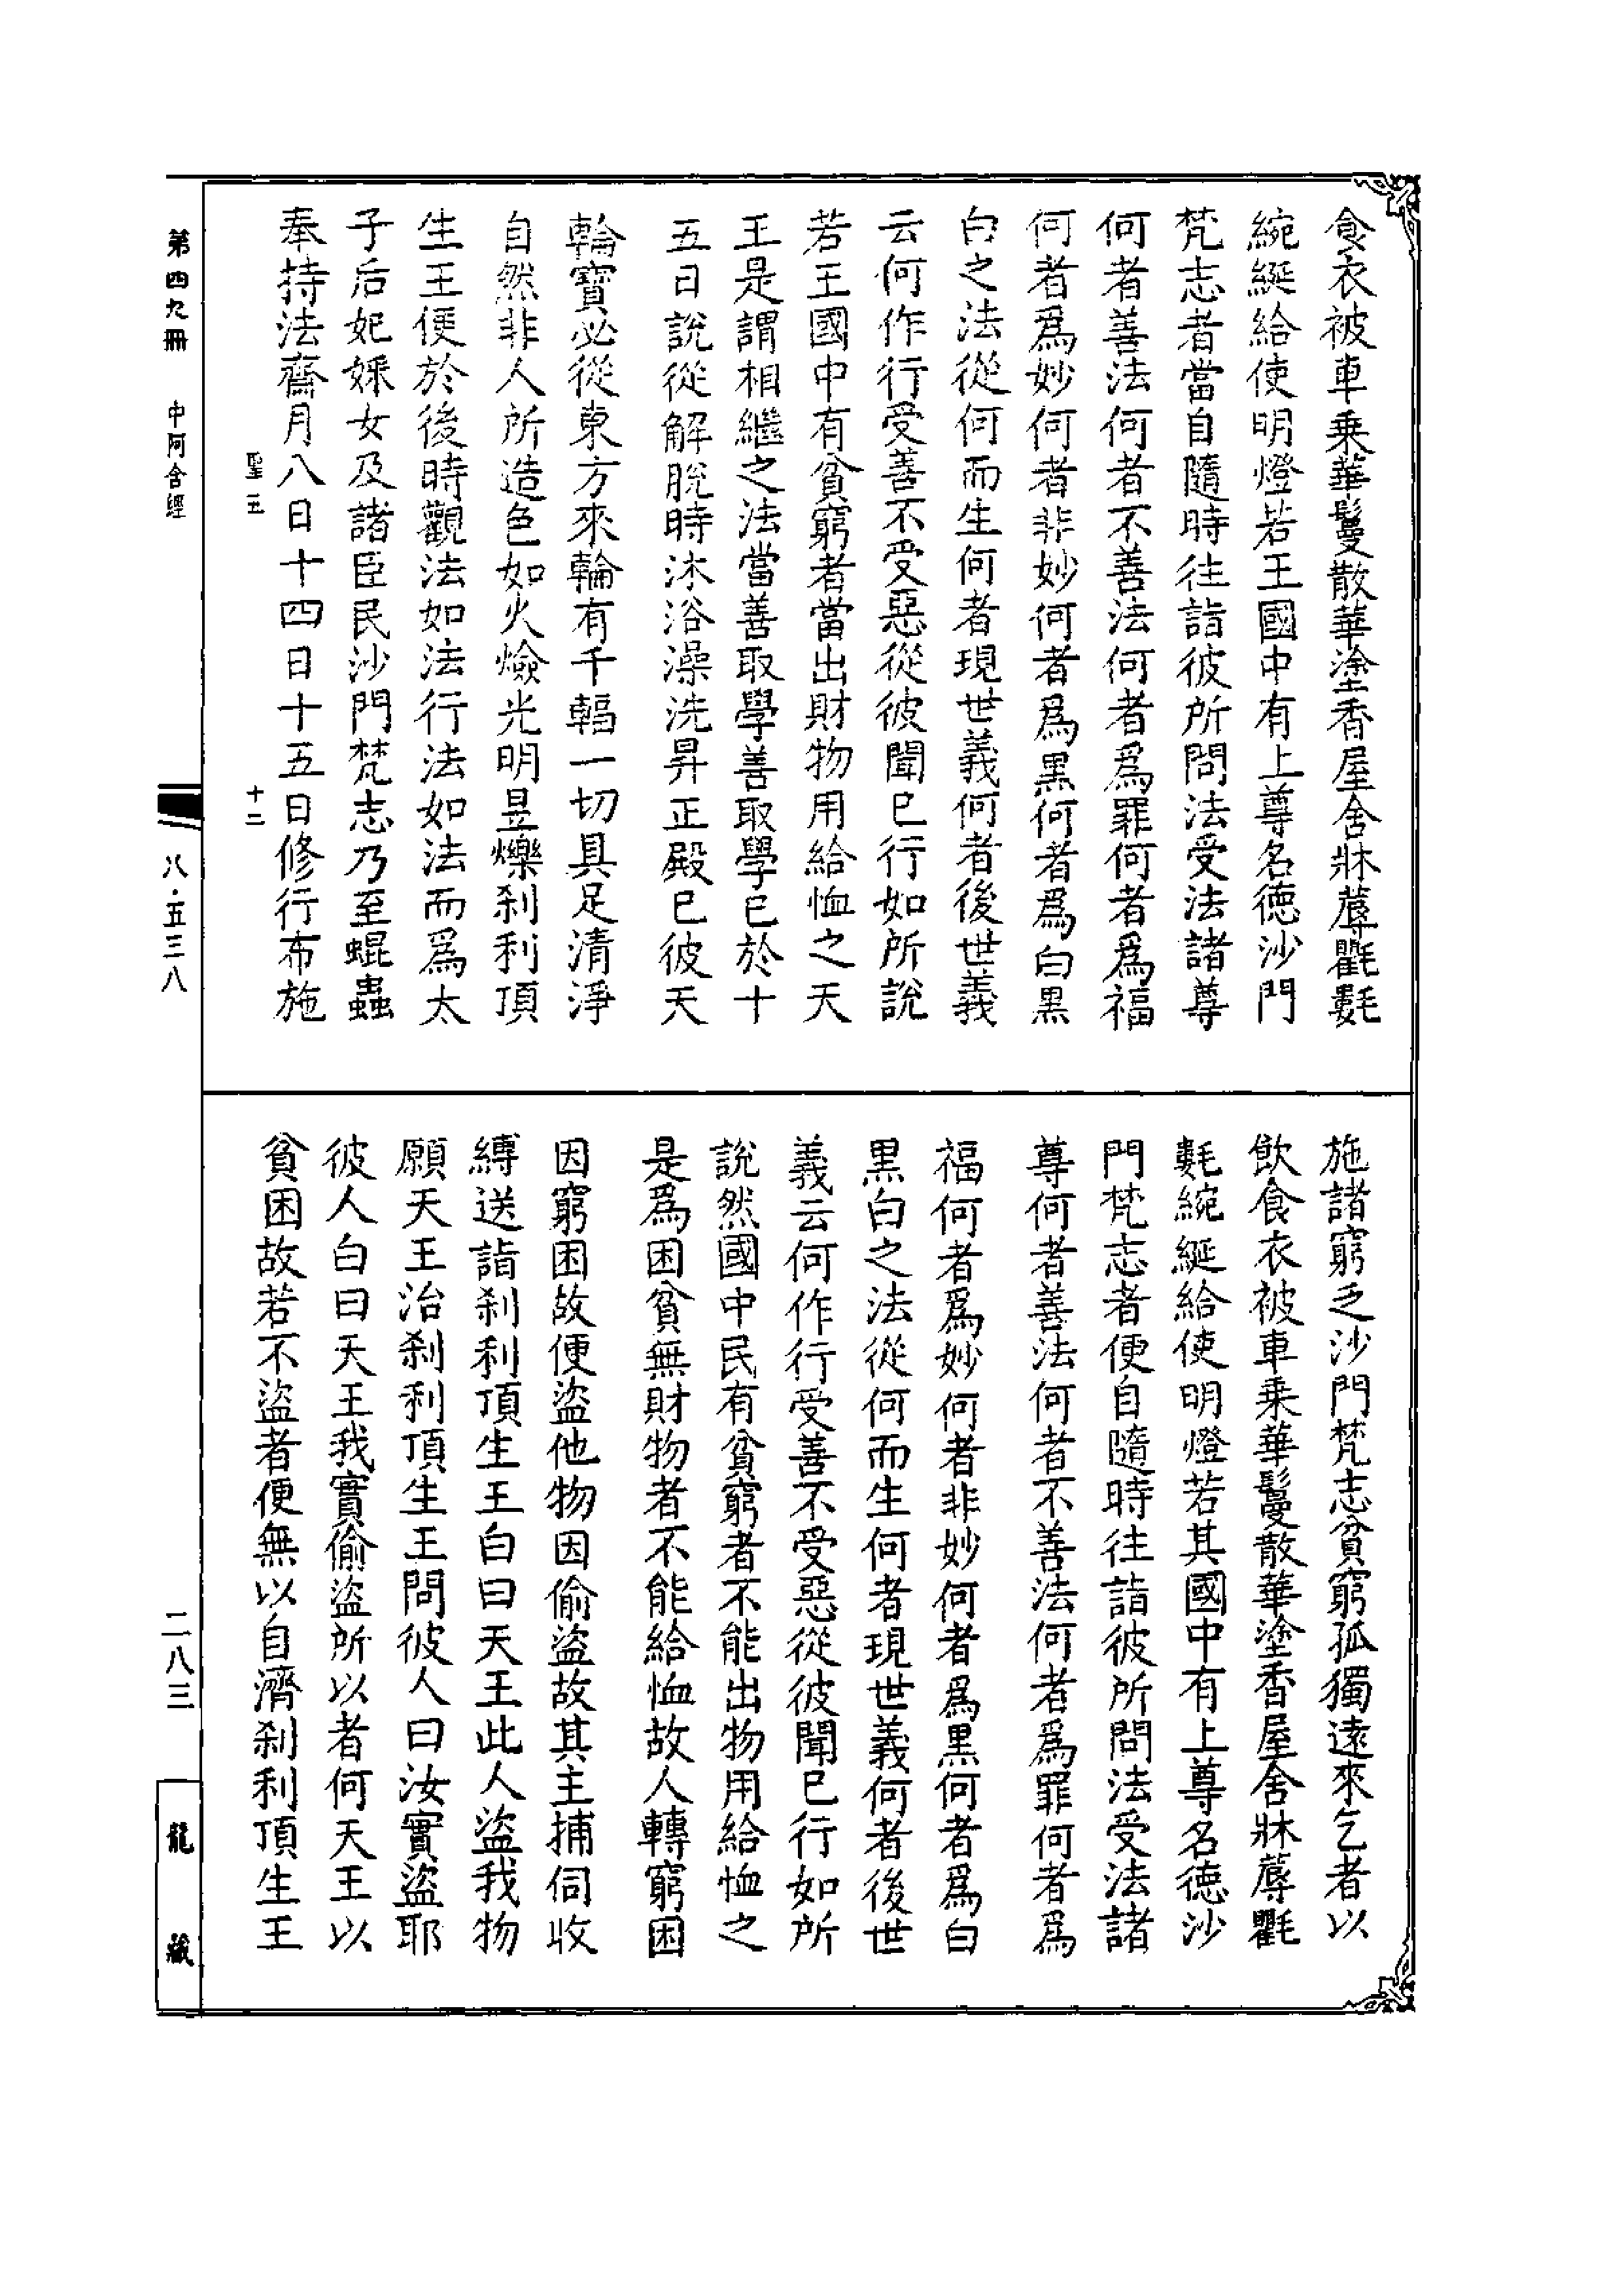 食衣被車乗華鬘散華塗香屋舍牀蓐氍氀
綩綖給使明燈若王國中有上尊名德沙門
梵志者當自隨時往詣彼所問法受法諸尊
何者善法何者不善法何者爲罪何者爲福
何者爲妙何者非妙何者爲黒何者爲白黒
白之法從何而生何者現世義何者後世義
云何作行受善不受惡從彼聞已行如所說
若王國中有貧窮者當出財物用給恤之天
王是謂相繼之法當善取學善取學已於十
五日說從解脫時沐浴澡洗昇正殿已彼天
輪寶必從東方來輪有千輻一切具足清淨
自然非人所造色如火燄光明昱爍剎利頂
生王便於後時觀法如法行法如法而爲太
子后妃婇女及諸臣民沙門梵志乃至蜫蟲
奉持法齋月八日十四日十五日修行布施
聖五 十二
施諸窮乏沙門梵志貧窮孤獨遠來乞者以
飲食衣被車乗華鬘散華塗香屋舍牀蓐氍
氀綩綖給使明燈若其國中有上尊名德沙
門梵志者便自隨時往詣彼所問法受法諸
尊何者善法何者不善法何者爲罪何者爲
福何者爲妙何者非妙何者爲黒何者爲白
黒白之法從何而生何者現世義何者後世
義云何作行受善不受惡從彼聞已行如所
說然國中民有貧窮者不能出物用給恤之
是爲困貧無財物者不能給恤故人轉窮困
因窮困故便盜他物因偷盜故其主捕伺收
縛送詣剎利頂生王白曰天王此人盜我物
願天王治剎利頂生王問彼人曰汝實盜耶
彼人白曰天王我實偷盜所以者何天王以
貧困故若不盜者便無以自濟剎利頂生王
第四九冊 中阿含經
八·五三八
二八三
龍藏